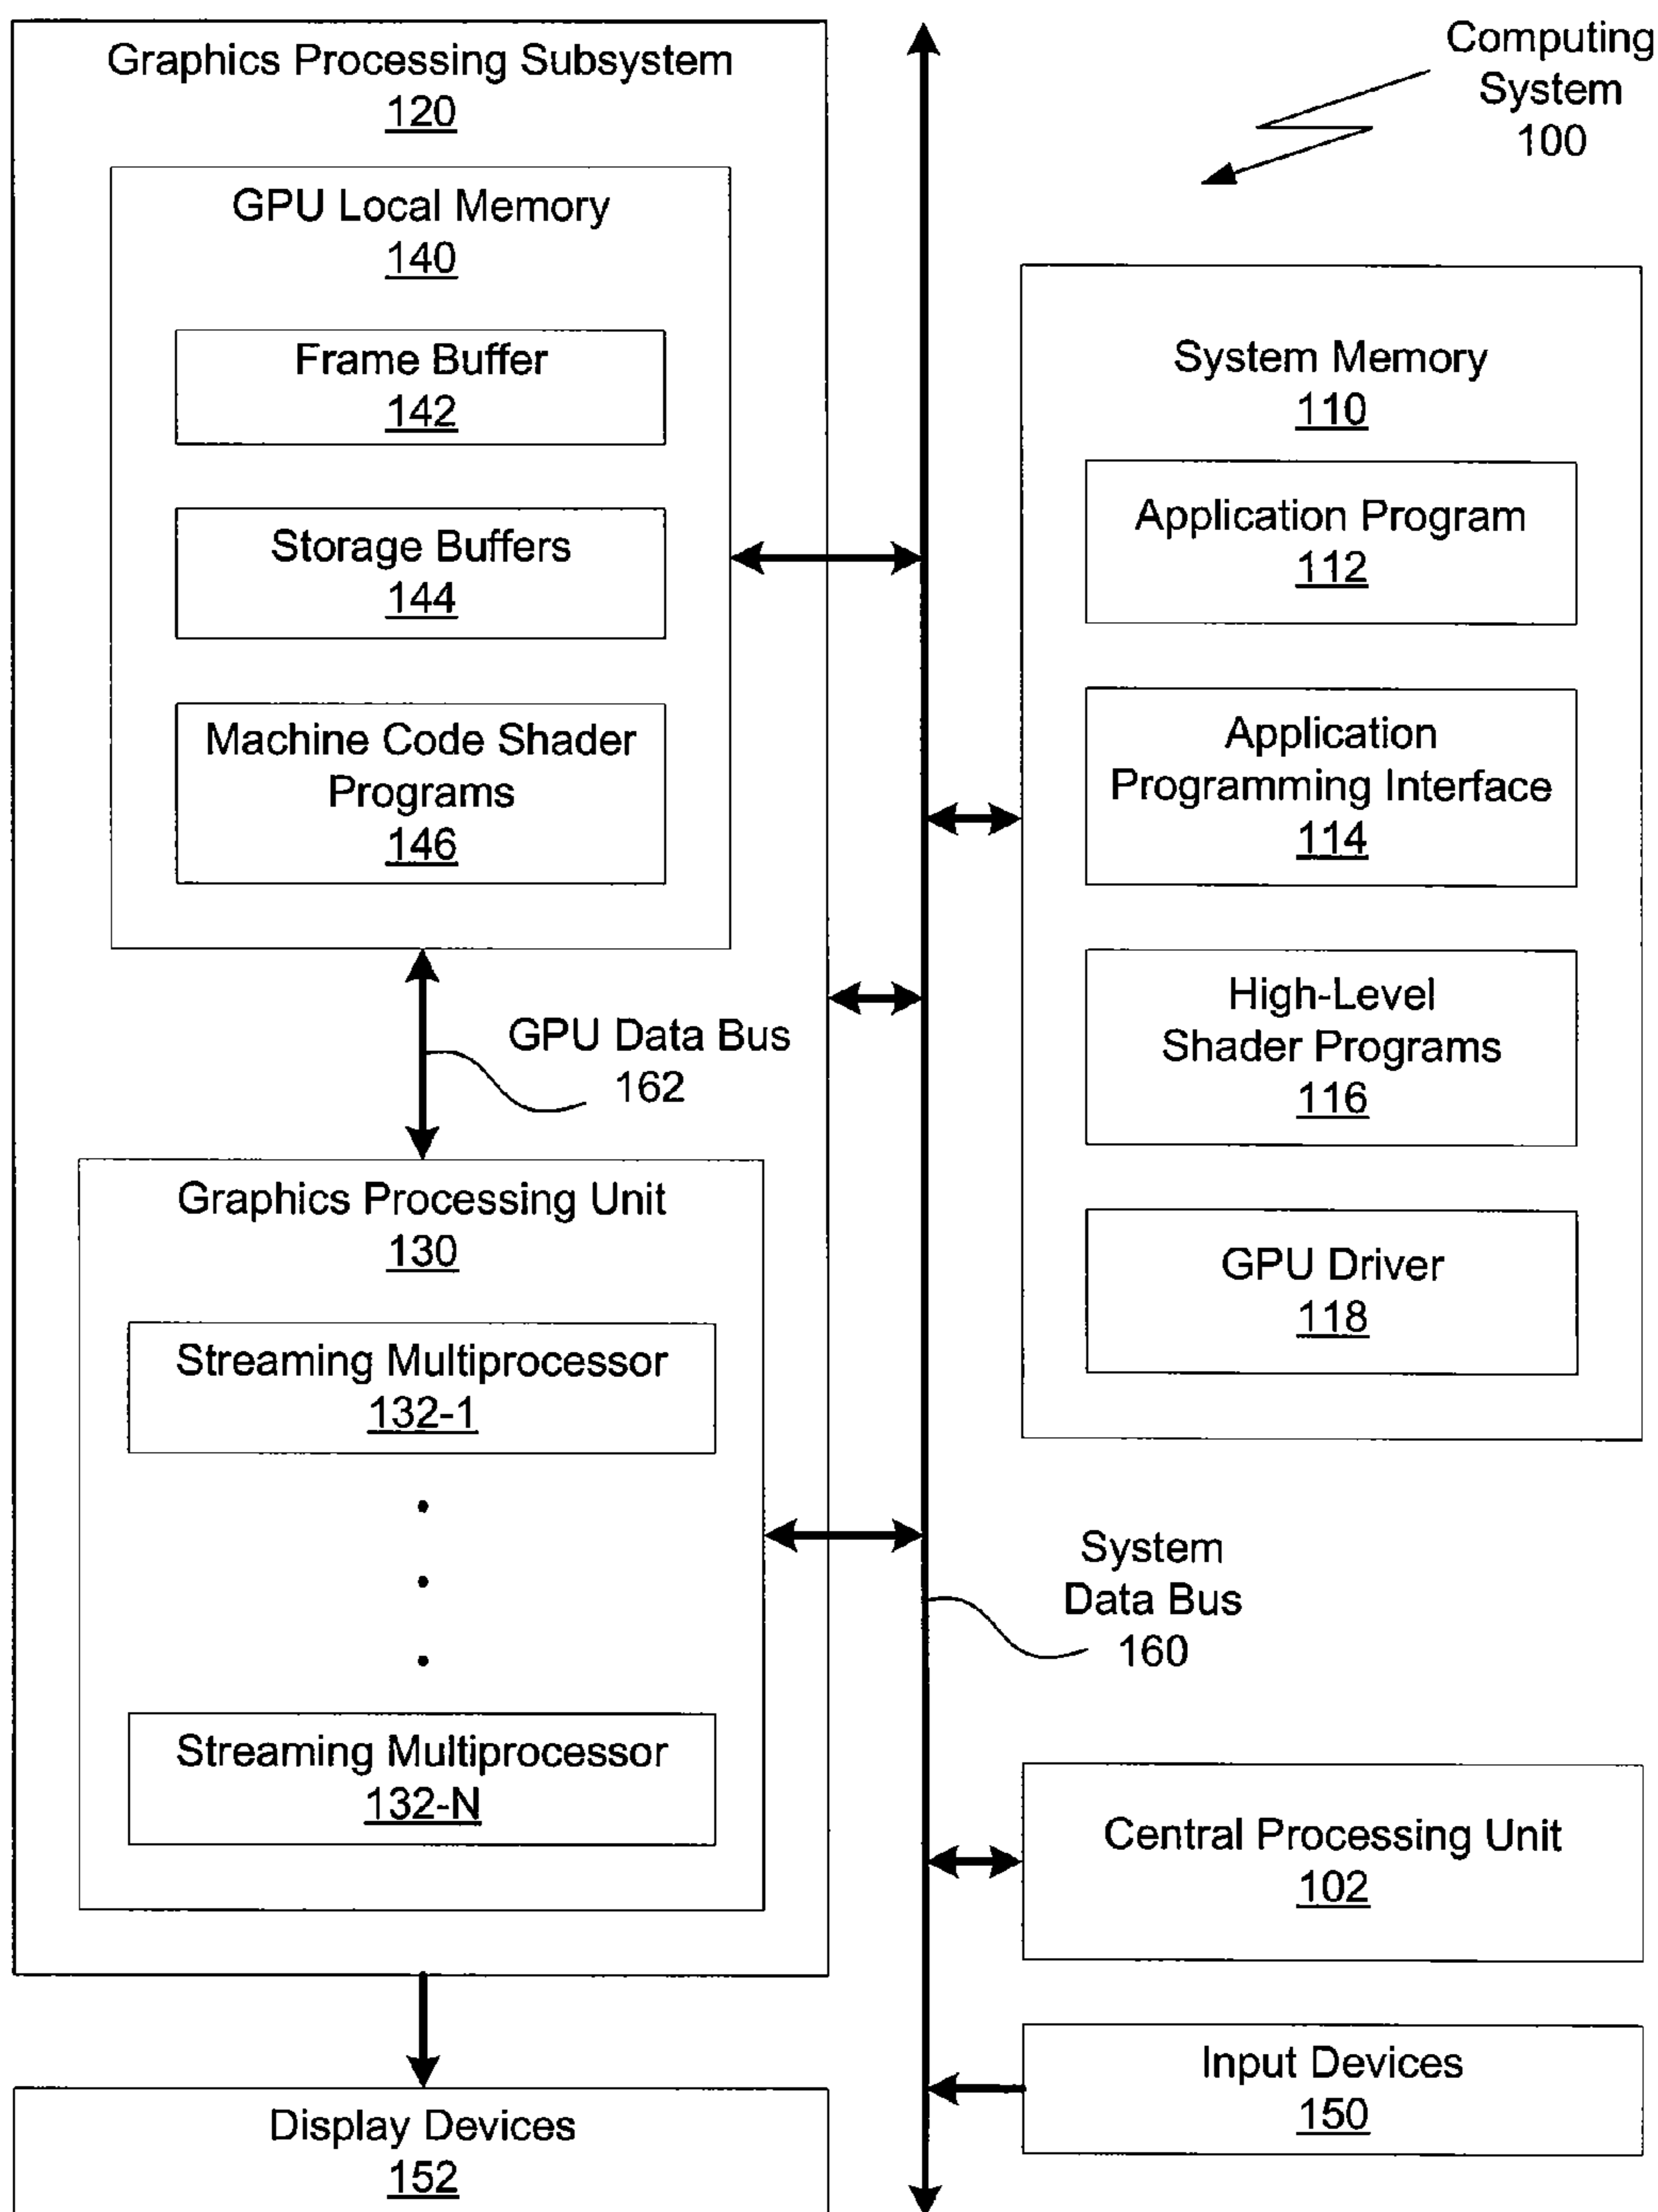 Graphics Processing Subsystem
120
GPU Local Memory
140
Frame Buffer
142
Storage Buffers
144
Machine Code Shader
Programs
146
GPU Data Bus
162
Graphics Processing Unit
130
Streaming Multiprocessor
132-1
Streaming Multiprocessor
132-N
Display Devices
152
Computing
System
100
System Memory
110
Application Program
112
Application
Programming Interface
114
High-Level
Shader Programs
116
GPU Driver
118
System
Data Bus
160
Central Processing Unit
102
Input Devices
150